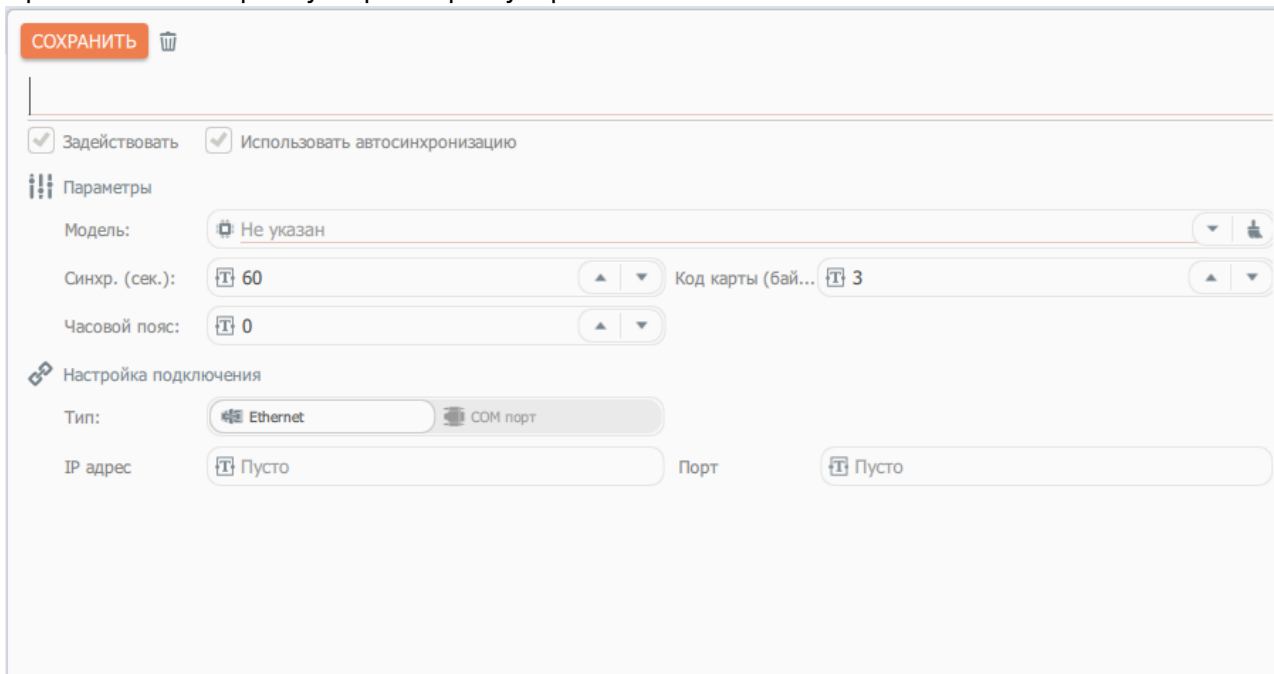 СОХРАНИТЬ
Задействовать Использовать автосинхронизацию
Параметры
Модель: Не указан
Синхр. (сек.): 60 Код карты (бай... 3
Часовой пояс: 0
Настройка подключения
Тип: Ethernet COM порт
IP адрес Пусто Порт Пусто